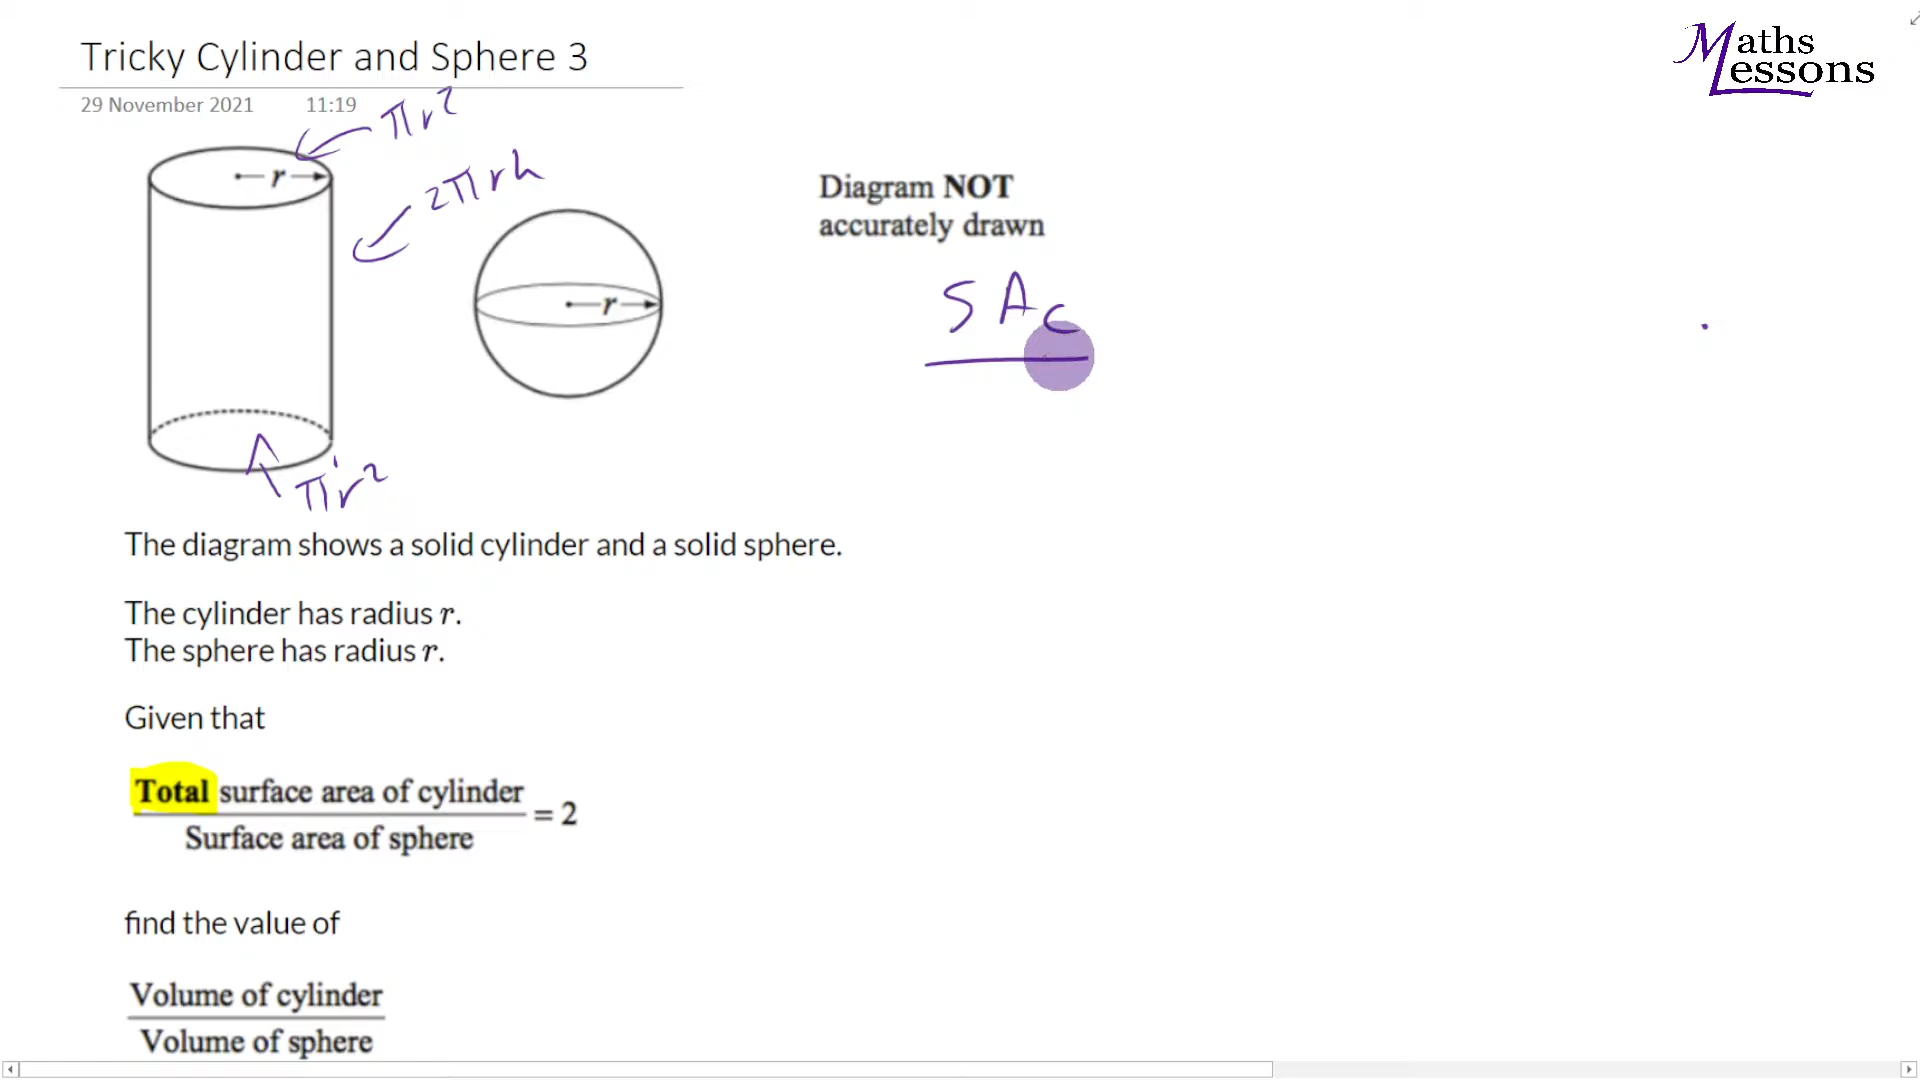 Tricky Cylinder and Sphere 3
Maths
Lessons
29 November 2021 11:19
πr²
r
2πrh
Diagram NOT
accurately drawn
r
SAc
πr²
The diagram shows a solid cylinder and a solid sphere.
The cylinder has radius r.
The sphere has radius r.
Given that
Total surface area of cylinder
= 2
Surface area of sphere
find the value of
Volume of cylinder
Volume of sphere